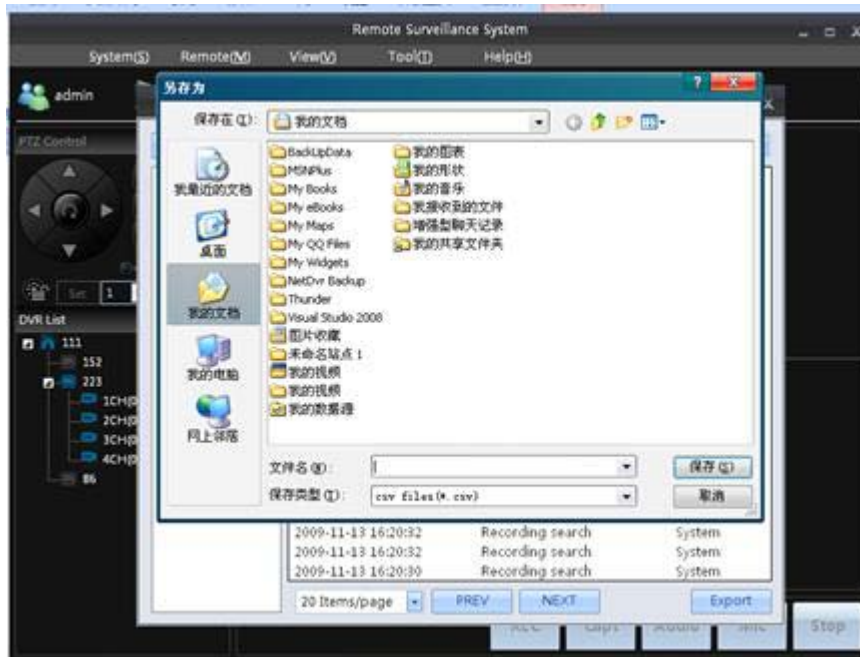 Remote Surveillance System
System(S) Remote(M) View(V) Tool(T) Help(H)
admin
另存为
PTZ Control
保存在(I): 我的文档
我最近的文档
桌面
我的文档
我的电脑
网上邻居
BackUpData
MSNPlus
My Books
My eBooks
My Maps
My QQ Files
My Widgets
NetDvr Backup
Thunder
Visual Studio 2008
图片收藏
未命名站点 1
我的视频
我的视频
我的数据源
我的图表
我的形状
我的音乐
我接收到的文件
增强型聊天记录
我的共享文件夹
Set 1
DVR List
111
152
223
1CH
2CH
3CH
4CH
86
文件名(N): 保存(S)
保存类型(T): csv files(*.csv) 取消
2009-11-13 16:20:32 Recording search System
2009-11-13 16:20:32 Recording search System
2009-11-13 16:20:30 Recording search System
20 Items/page PREV NEXT Export
Stop